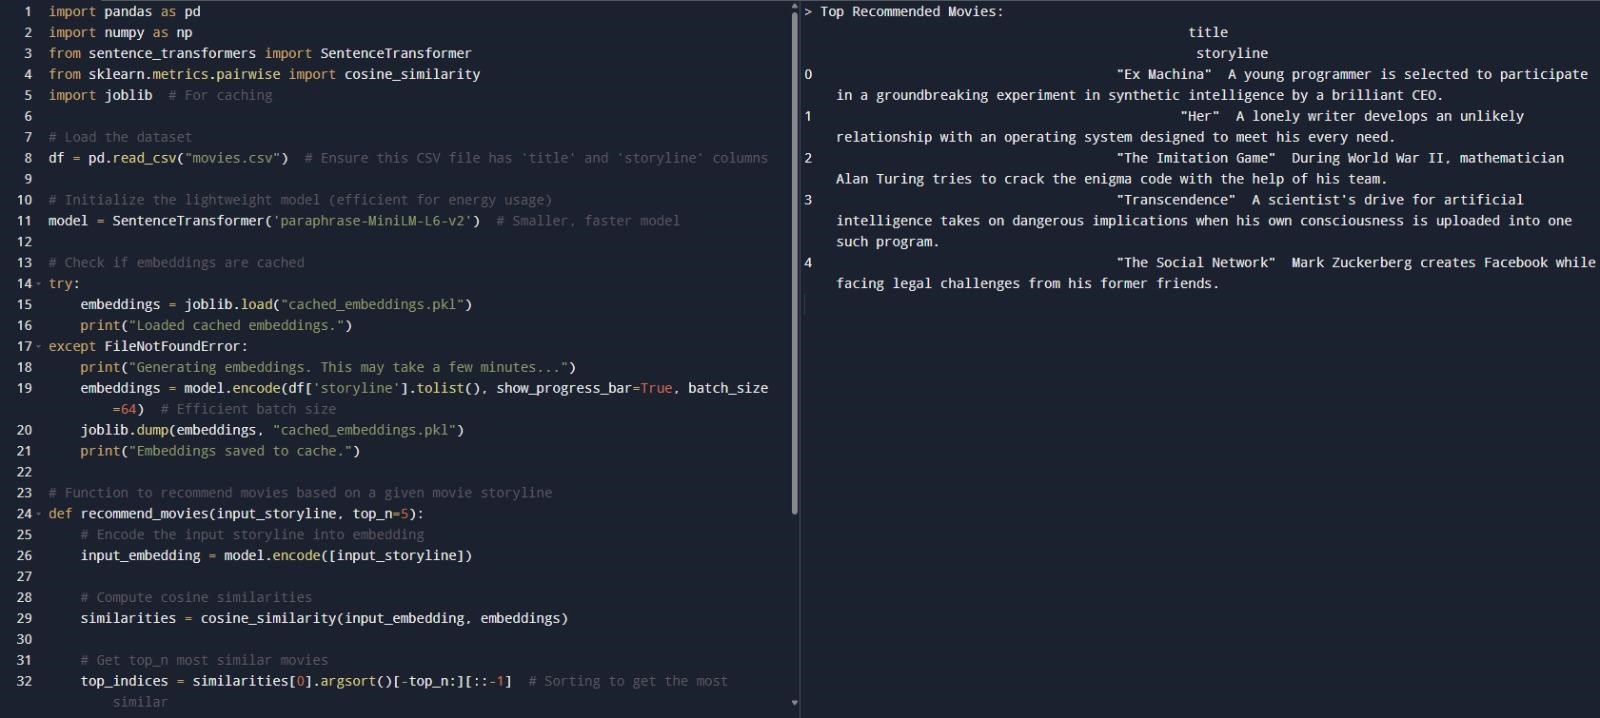 1 import pandas as pd
2 import numpy as np
3 from sentence_transformers import SentenceTransformer
4 from sklearn.metrics.pairwise import cosine_similarity
5 import joblib  # For caching
6
7 # Load the dataset
8 df = pd.read_csv("movies.csv")  # Ensure this CSV file has 'title' and 'storyline' columns
9
10 # Initialize the lightweight model (efficient for energy usage)
11 model = SentenceTransformer('paraphrase-MiniLM-L6-v2')  # Smaller, faster model
12
13 # Check if embeddings are cached
14 try:
15     embeddings = joblib.load("cached_embeddings.pkl")
16     print("Loaded cached embeddings.")
17 except FileNotFoundError:
18     print("Generating embeddings. This may take a few minutes...")
19     embeddings = model.encode(df['storyline'].tolist(), show_progress_bar=True, batch_size
=64)  # Efficient batch size
20     joblib.dump(embeddings, "cached_embeddings.pkl")
21     print("Embeddings saved to cache.")
22
23 # Function to recommend movies based on a given movie storyline
24 def recommend_movies(input_storyline, top_n=5):
25     # Encode the input storyline into embedding
26     input_embedding = model.encode([input_storyline])
27
28     # Compute cosine similarities
29     similarities = cosine_similarity(input_embedding, embeddings)
30
31     # Get top_n most similar movies
32     top_indices = similarities[0].argsort()[-top_n:][::-1]  # Sorting to get the most
similar
> Top Recommended Movies:
title
storyline
0 "Ex Machina"  A young programmer is selected to participate
in a groundbreaking experiment in synthetic intelligence by a brilliant CEO.
1 "Her"  A lonely writer develops an unlikely
relationship with an operating system designed to meet his every need.
2 "The Imitation Game"  During World War II, mathematician
Alan Turing tries to crack the enigma code with the help of his team.
3 "Transcendence"  A scientist's drive for artificial
intelligence takes on dangerous implications when his own consciousness is uploaded into one
such program.
4 "The Social Network"  Mark Zuckerberg creates Facebook while
facing legal challenges from his former friends.